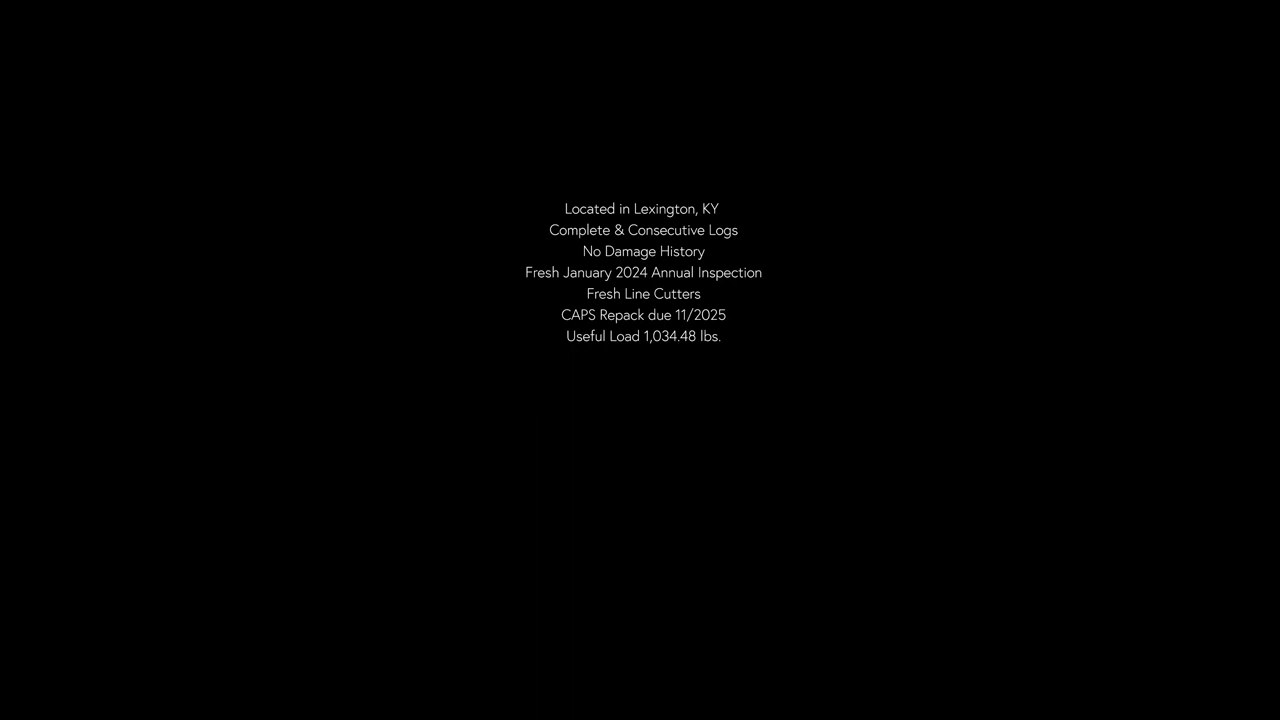 Located in Lexington, KY
Complete & Consecutive Logs
No Damage History
Fresh January 2024 Annual Inspection
Fresh Line Cutters
CAPS Repack due 11/2025
Useful Load 1,034.48 lbs.